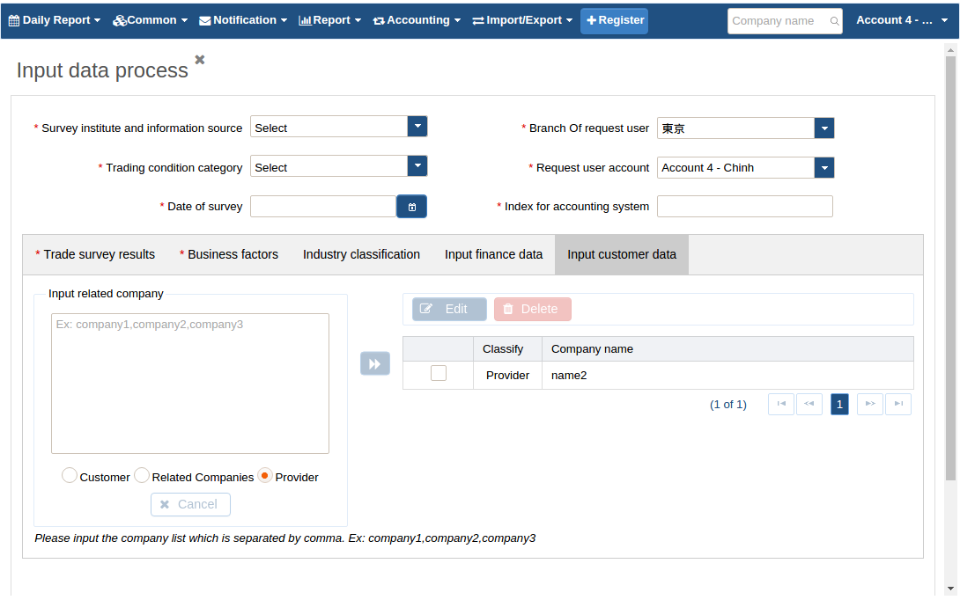 Daily Report Common Notification Report Accounting Import/Export Register Company name Account 4 - ...
Input data process
* Survey institute and information source Select * Branch Of request user 東京
* Trading condition category Select * Request user account Account 4 - Chinh
* Date of survey * Index for accounting system
* Trade survey results * Business factors Industry classification Input finance data Input customer data
Input related company
Ex: company1,company2,company3
Edit Delete
Classify Company name
Provider name2
(1 of 1) 1
Customer Related Companies Provider
Cancel
Please input the company list which is separated by comma. Ex: company1,company2,company3